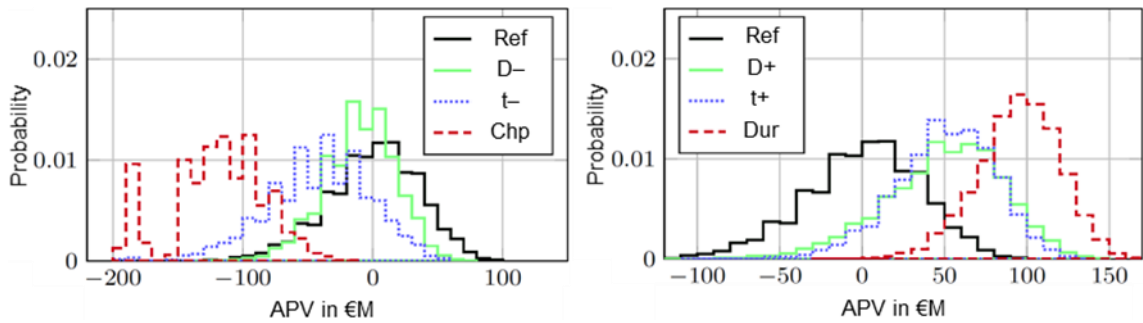 Probability
0.02
0.01
0
−200
−100
0
100
APV in €M
Ref
D–
t–
Chp
Probability
0.02
0.01
0
−100
−50
0
50
100
150
APV in €M
Ref
D+
t+
Dur